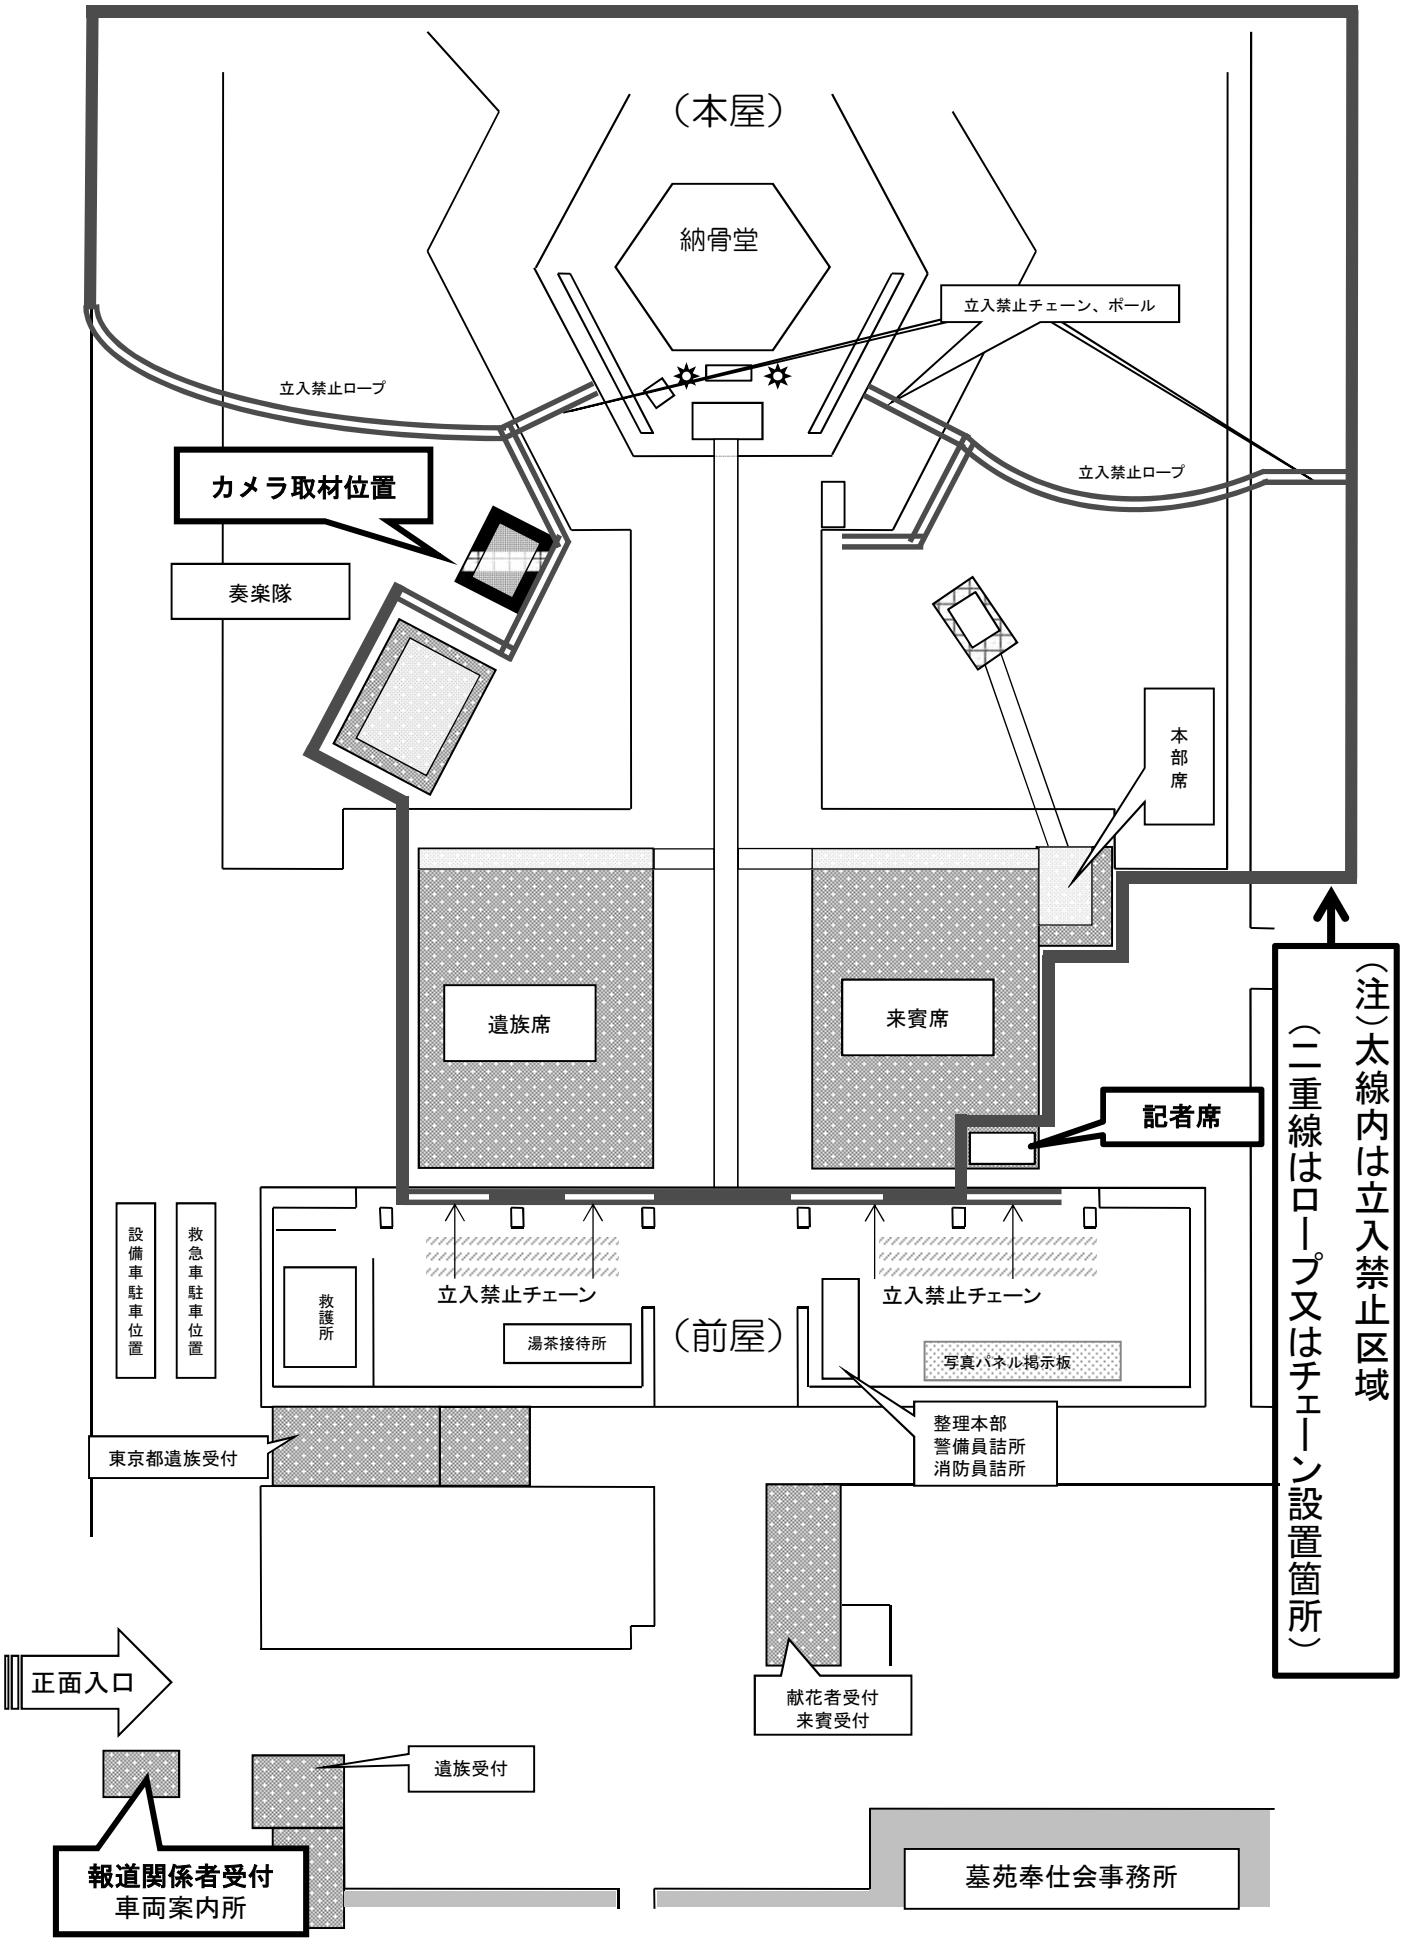 （本屋）
納骨堂
立入禁止チェーン、ポール
立入禁止ロープ
立入禁止ロープ
カメラ取材位置
奏楽隊
本部席
遺族席
来賓席
（注）太線内は立入禁止区域
（二重線はロープ又はチェーン設置箇所）
記者席
設備車駐車位置
救急車駐車位置
救護所
立入禁止チェーン
立入禁止チェーン
湯茶接待所
（前屋）
写真パネル掲示板
東京都遺族受付
整理本部
警備員詰所
消防員詰所
正面入口
献花者受付
来賓受付
遺族受付
報道関係者受付
車両案内所
墓苑奉仕会事務所